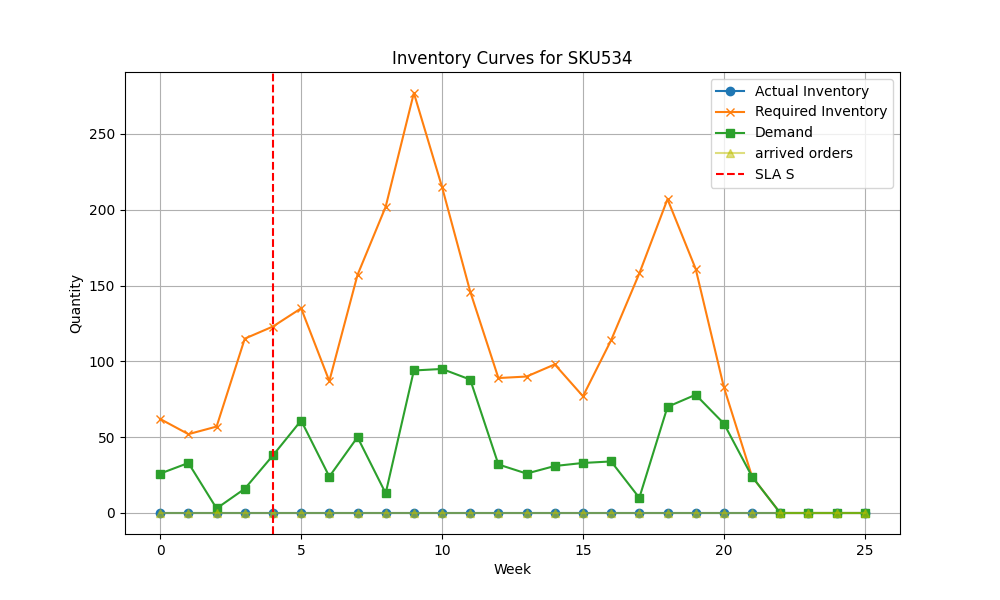 Inventory Curves for SKU534
Actual Inventory
Required Inventory
Demand
arrived orders
SLA S
250
200
150
100
50
0
Quantity
0 5 10 15 20 25
Week